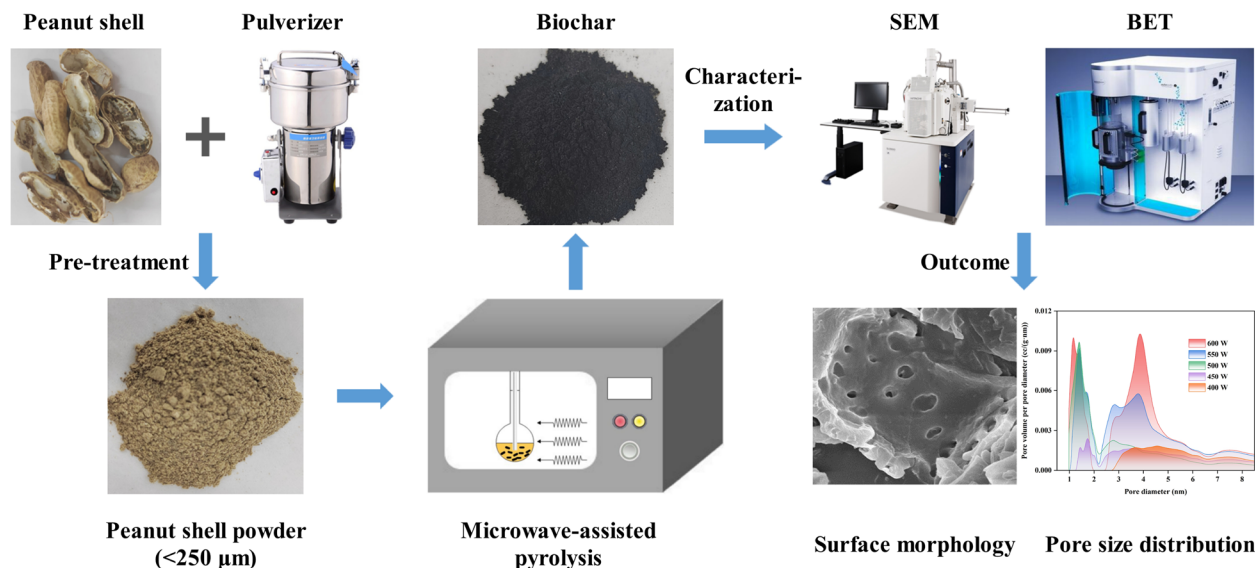 Peanut shell
Pulverizer
Biochar
SEM
BET
Characteri-
zation
Pre-treatment
Outcome
Peanut shell powder
(<250 μm)
Microwave-assisted
pyrolysis
Surface morphology
Pore size distribution
Pore volume per pore diameter (cc/(g·nm))
0.012
0.009
0.006
0.003
0.000
600 W
550 W
500 W
450 W
400 W
1 2 3 4 5 6 7 8
Pore diameter (nm)